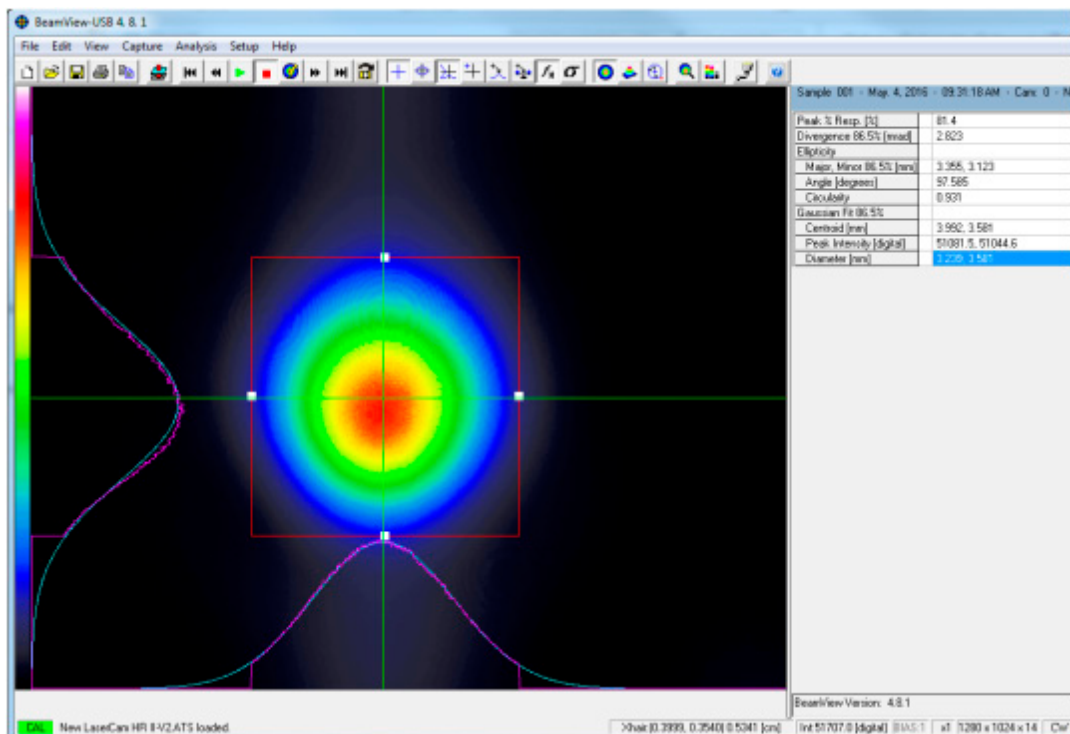 BeamView-USB 4. 8. 1
File Edit View Capture Analysis Setup Help
Sample 001 - May. 4, 2016 - 09:31:18 AM - Cam: 0 - N
Peak % Resp. [%] 81.4
Divergence 86.5% [mrad] 2.823
Ellipticity
Major, Minor 86.5% [mm] 3.355, 3.123
Angle [degrees] 97.585
Circularity 0.931
Gaussian Fit 86.5%
Centroid [mm] 3.992, 3.581
Peak Intensity [digital] 51081.5, 51044.6
Diameter [mm] 3.239, 3.581
BeamView Version: 4.8.1
CAL New LaserCam HR II-V2.ATS loaded. Xhair[0.3999, 0.3540] 0.5341 [cm] Int 51707.0 [digital] BIAS:1 x1 1280 x 1024 x 14 CW